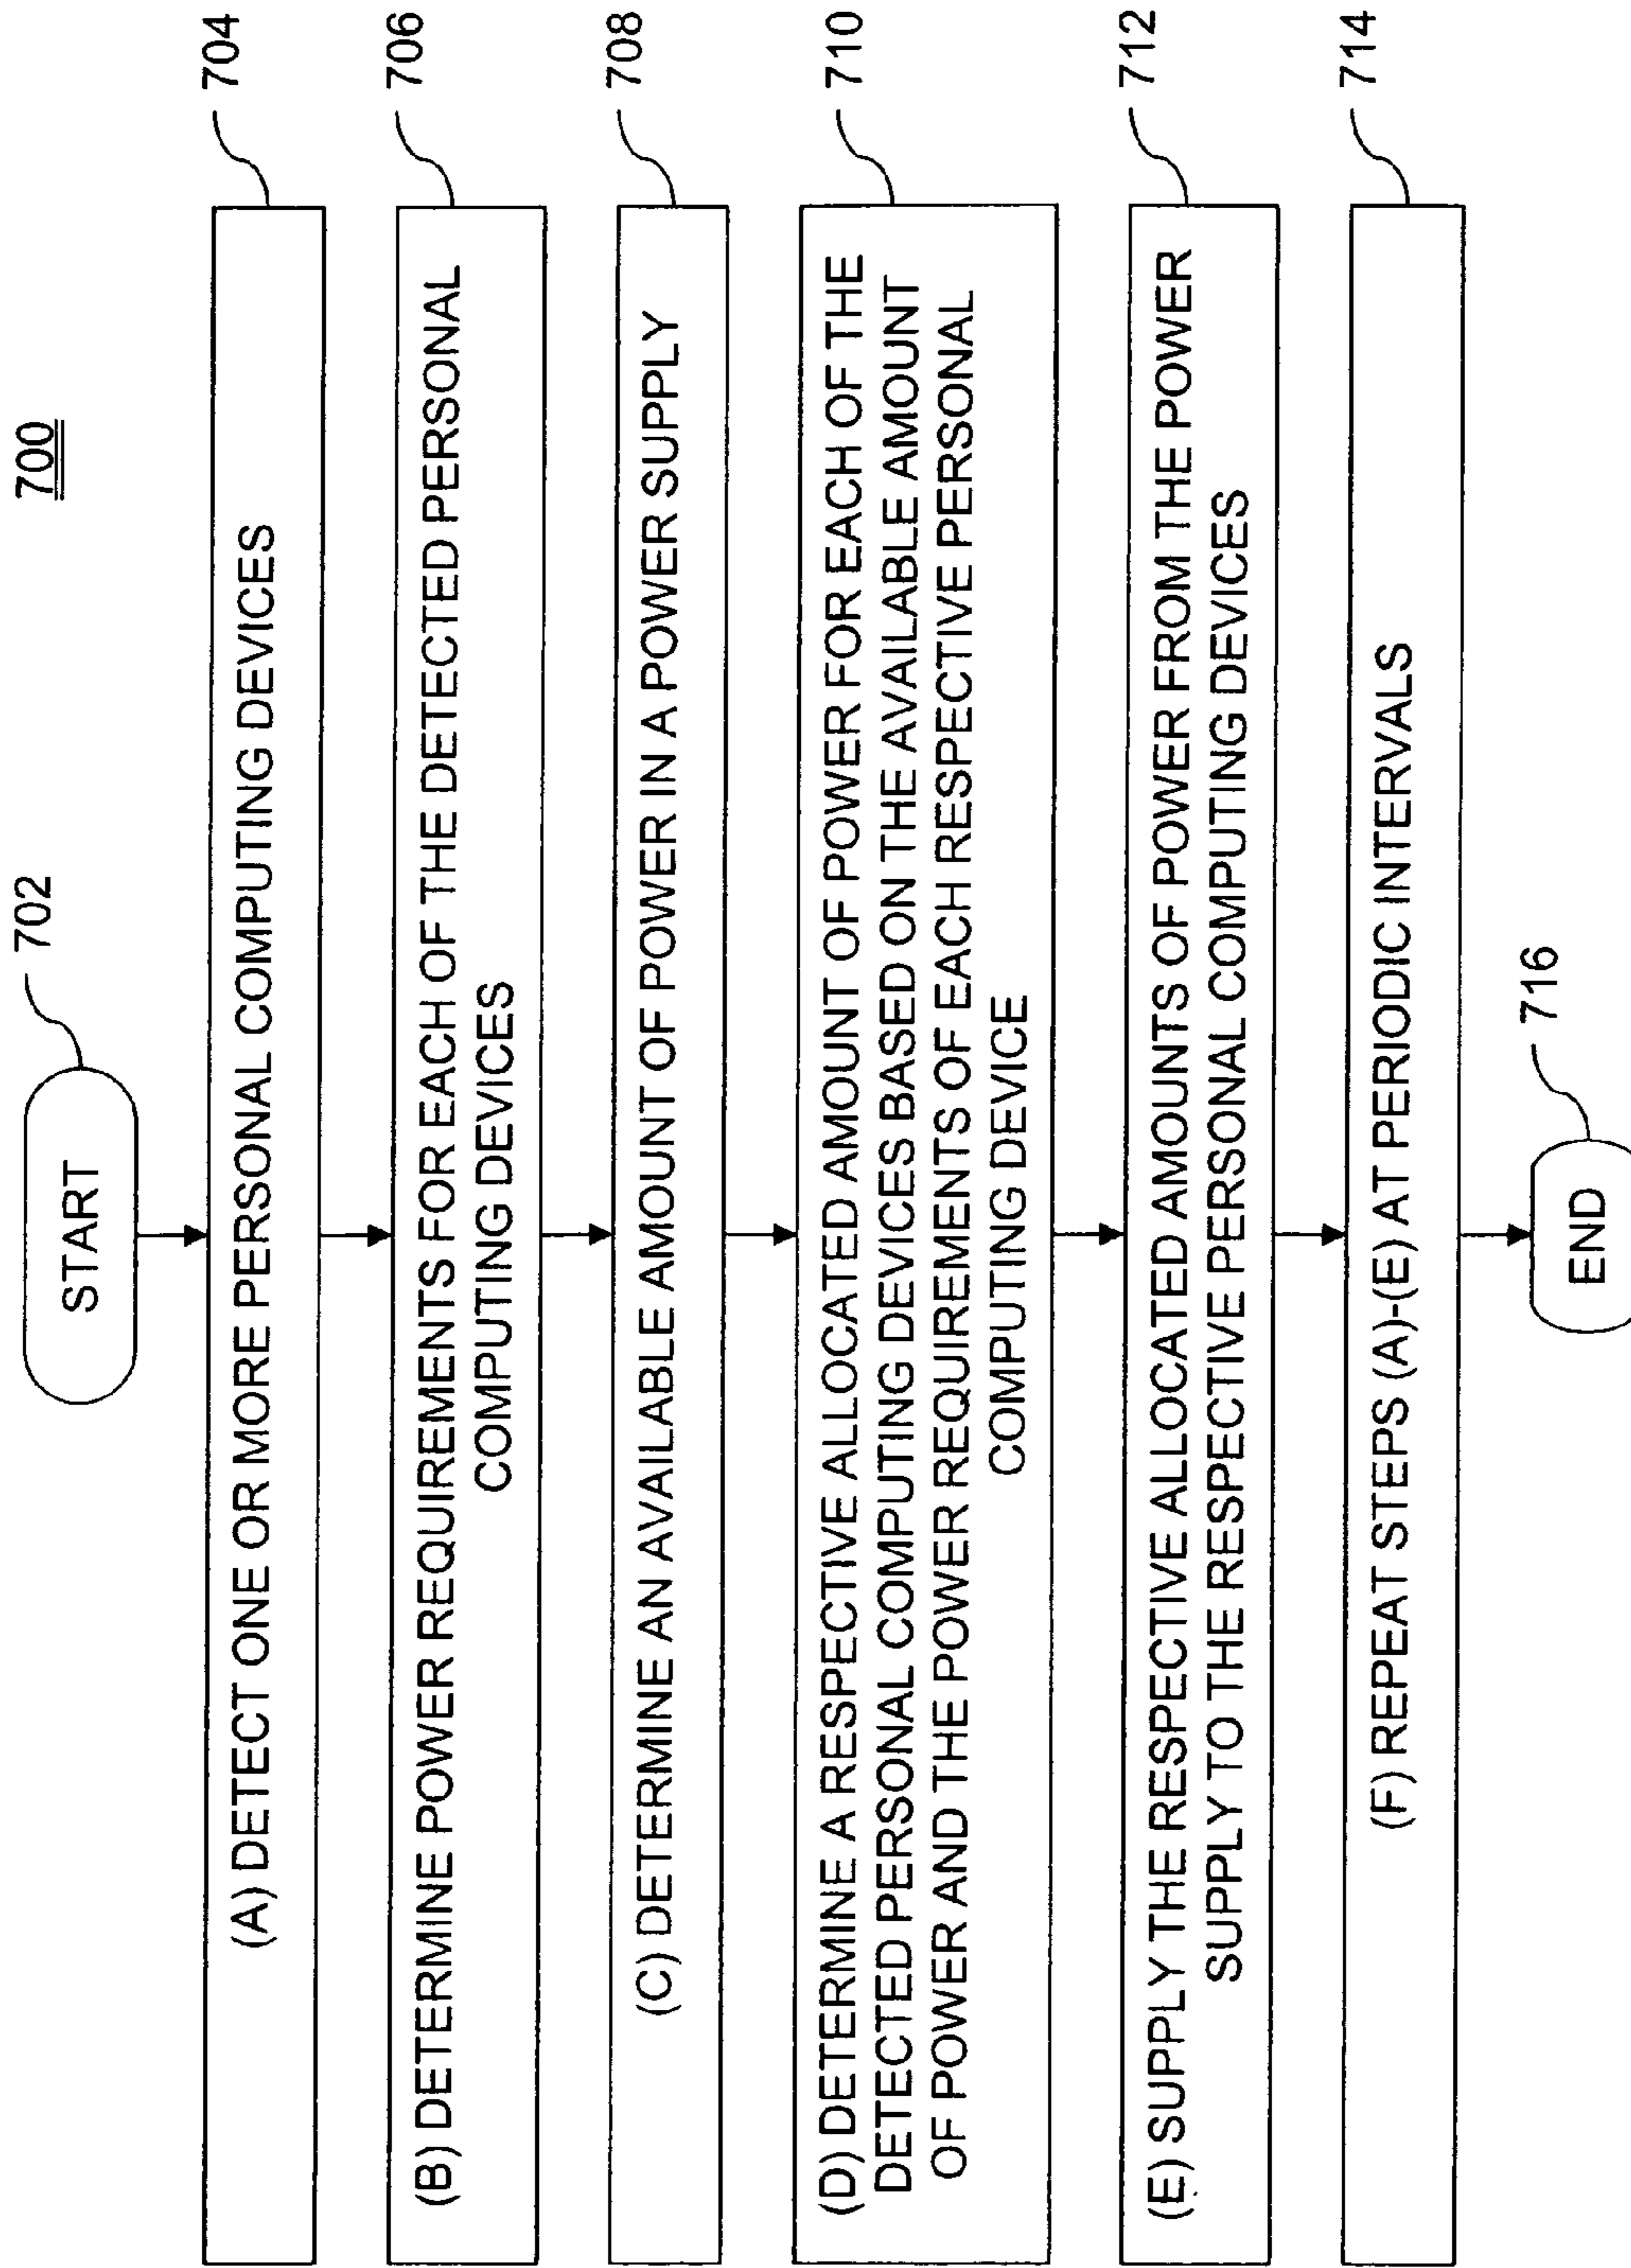 700
START
702
(A) DETECT ONE OR MORE PERSONAL COMPUTING DEVICES
704
(B) DETERMINE POWER REQUIREMENTS FOR EACH OF THE DETECTED PERSONAL
COMPUTING DEVICES
706
(C) DETERMINE AN AVAILABLE AMOUNT OF POWER IN A POWER SUPPLY
708
(D) DETERMINE A RESPECTIVE ALLOCATED AMOUNT OF POWER FOR EACH OF THE
DETECTED PERSONAL COMPUTING DEVICES BASED ON THE AVAILABLE AMOUNT
OF POWER AND THE POWER REQUIREMENTS OF EACH RESPECTIVE PERSONAL
COMPUTING DEVICE
710
(E) SUPPLY THE RESPECTIVE ALLOCATED AMOUNTS OF POWER FROM THE POWER
SUPPLY TO THE RESPECTIVE PERSONAL COMPUTING DEVICES
712
(F) REPEAT STEPS (A)-(E) AT PERIODIC INTERVALS
714
END
716